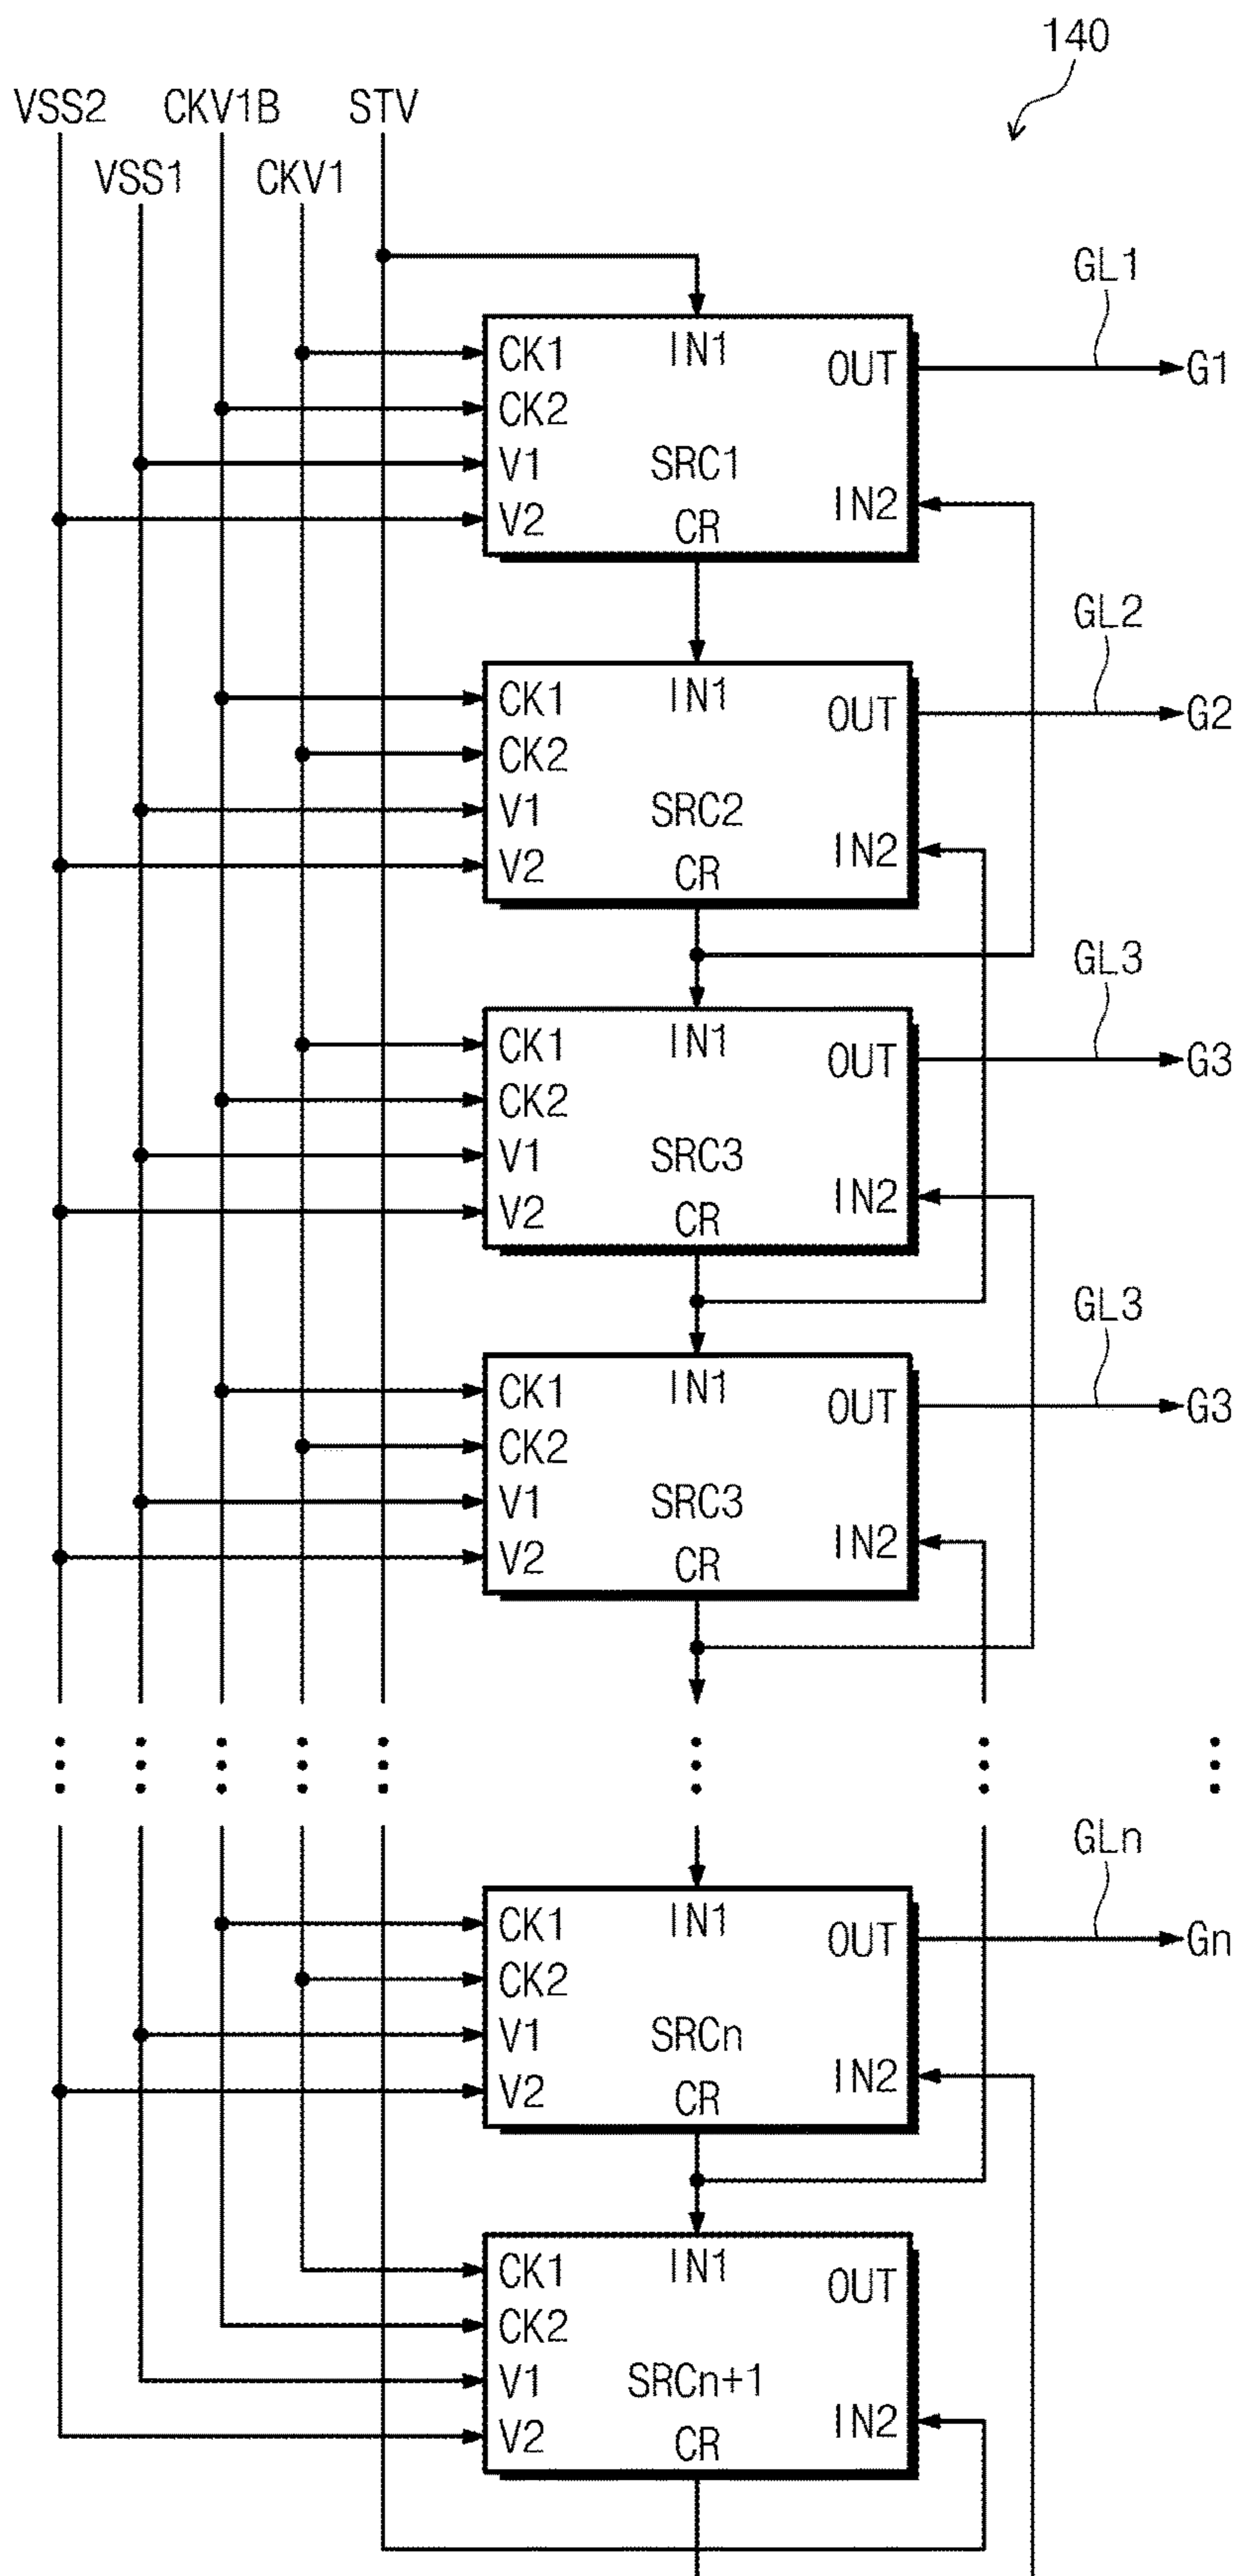 140
VSS2 CKV1B STV
VSS1 CKV1
GL1
CK1 IN1 OUT G1
CK2
V1 SRC1
V2 CR IN2
GL2
CK1 IN1 OUT G2
CK2
V1 SRC2
V2 CR IN2
GL3
CK1 IN1 OUT G3
CK2
V1 SRC3
V2 CR IN2
GL3
CK1 IN1 OUT G3
CK2
V1 SRC3
V2 CR IN2
GLn
CK1 IN1 OUT Gn
CK2
V1 SRCn
V2 CR IN2
CK1 IN1 OUT
CK2
V1 SRCn+1
V2 CR IN2